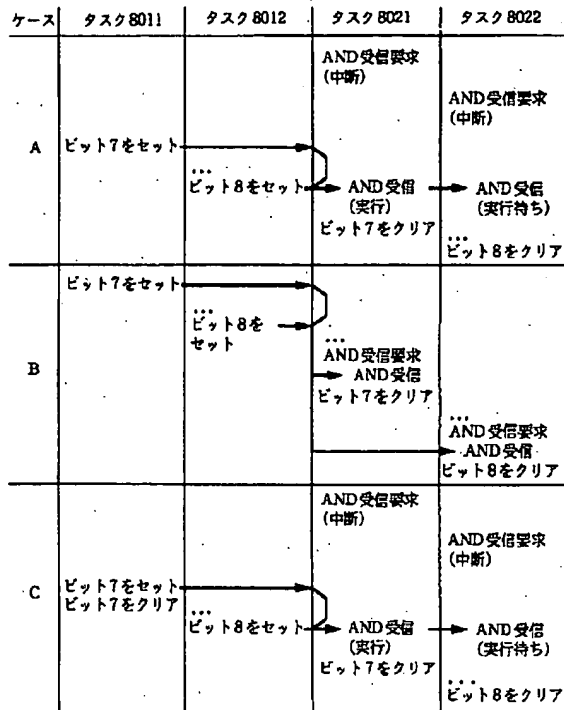 ケース タスク8011 タスク8012 タスク8021 タスク8022
A
AND受信要求
(中断)
AND受信要求
(中断)
ビット7をセット
…
ビット8をセット
AND受信
(実行)
ビット7をクリア
AND受信
(実行待ち)
…
ビット8をクリア
B
ビット7をセット
…
ビット8を
セット
…
AND受信要求
AND受信
ビット7をクリア
…
AND受信要求
AND受信
ビット8をクリア
C
AND受信要求
(中断)
AND受信要求
(中断)
ビット7をセット
ビット7をクリア
…
ビット8をセット
AND受信
(実行)
ビット7をクリア
AND受信
(実行待ち)
…
ビット8をクリア